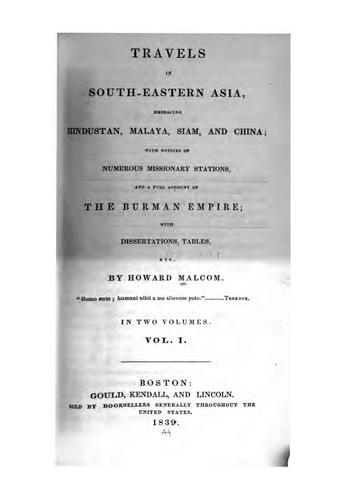 TRAVELS
IN
SOUTH-EASTERN ASIA,
EMBRACING
HINDUSTAN, MALAYA, SIAM, AND CHINA;
WITH NOTICES OF
NUMEROUS MISSIONARY STATIONS,
AND A FULL ACCOUNT OF
THE BURMAN EMPIRE;
WITH
DISSERTATIONS, TABLES,
ETC.
BY HOWARD MALCOM.
"Homo sum; humani nihil a me alienum puto."..........TERENCE.
IN TWO VOLUMES.
VOL. I.
BOSTON:
GOULD, KENDALL, AND LINCOLN.
SOLD BY BOOKSELLERS GENERALLY THROUGHOUT THE
UNITED STATES.
1839.